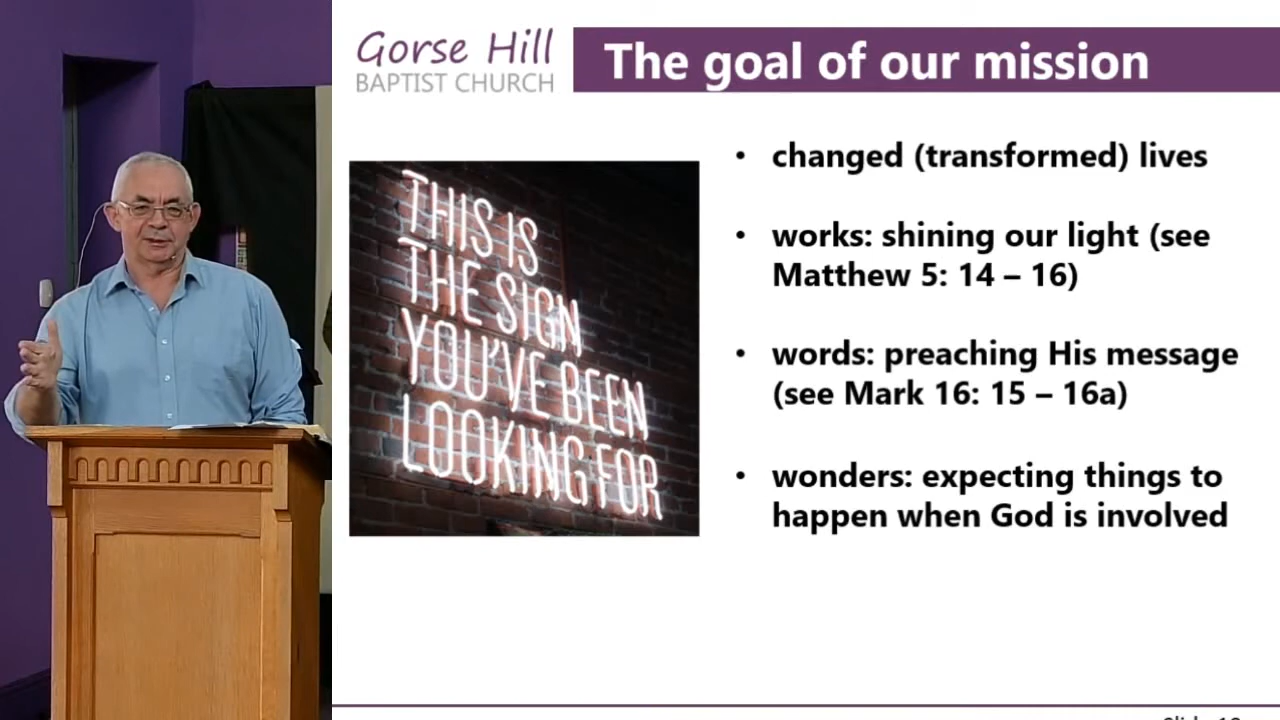 Gorse Hill
BAPTIST CHURCH
The goal of our mission
THIS IS
THE SIGN
YOU'VE BEEN
LOOKING FOR
• changed (transformed) lives
• works: shining our light (see
Matthew 5: 14 – 16)
• words: preaching His message
(see Mark 16: 15 – 16a)
• wonders: expecting things to
happen when God is involved